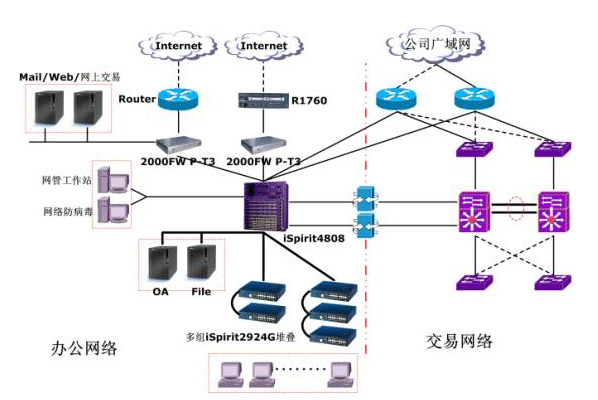 Internet
Internet
公司广域网
Mail/Web/网上交易
Router
R1760
2000FW P-T3
2000FW P-T3
网管工作站
网络防病毒
iSpirit4808
OA
File
多组iSpirit2924G堆叠
办公网络
交易网络